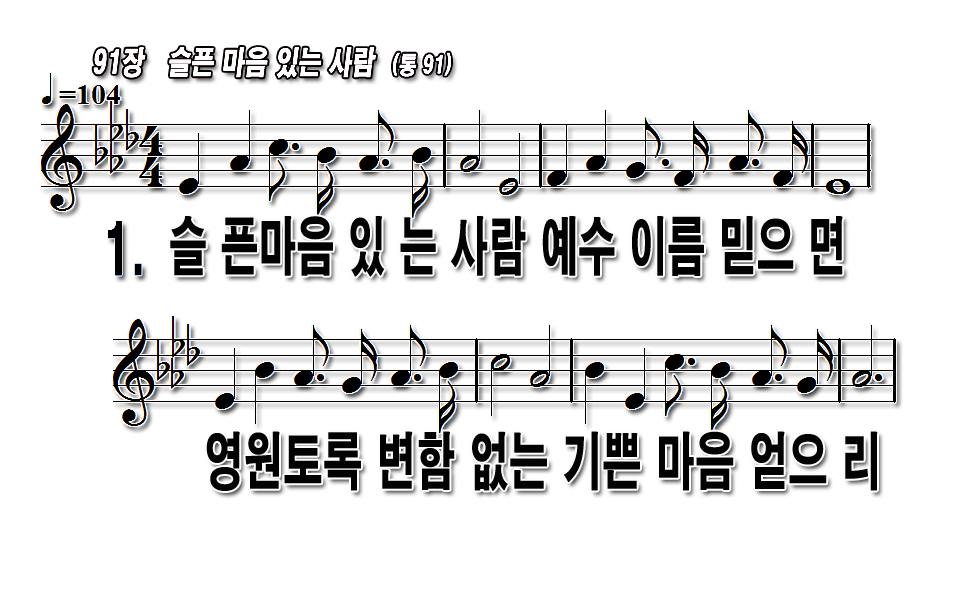 91장 슬픈 마음 있는 사람 (통 91)
♩=104
4
4
1. 슬 픈마음 있 는 사람 예수 이름 믿으 면
영원토록 변함 없는 기쁜 마음 얻으 리